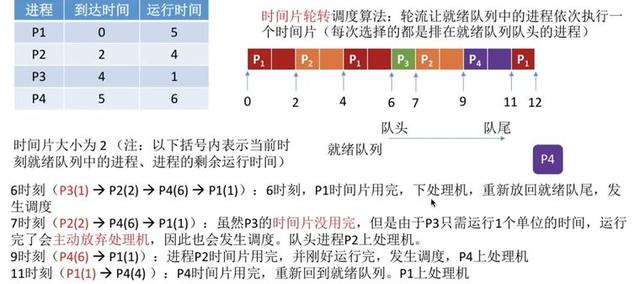 进程 到达时间 运行时间
P1 0 5
P2 2 4
P3 4 1
P4 5 6
时间片轮转调度算法：轮流让就绪队列中的进程依次执行一
个时间片（每次选择的都是排在就绪队列队头的进程）
P₁ P₂ P₁ P₃ P₂ P₄ P₁
0 2 4 6 7 9 11 12
队头 队尾
就绪队列
P4
时间片大小为 2 （注：以下括号内表示当前时
刻就绪队列中的进程、进程的剩余运行时间）
6时刻（P3(1) → P2(2) → P4(6) → P1(1)）：6时刻，P1时间片用完，下处理机，重新放回就绪队尾，发
生调度
7时刻（P2(2) → P4(6) → P1(1)）：虽然P3的时间片没用完，但是由于P3只需运行1个单位的时间，运行
完了会主动放弃处理机，因此也会发生调度。队头进程P2上处理机。
9时刻（P4(6) → P1(1)）：进程P2时间片用完，并刚好运行完，发生调度，P4上处理机
11时刻（P1(1) → P4(4)）：P4时间片用完，重新回到就绪队列。P1上处理机